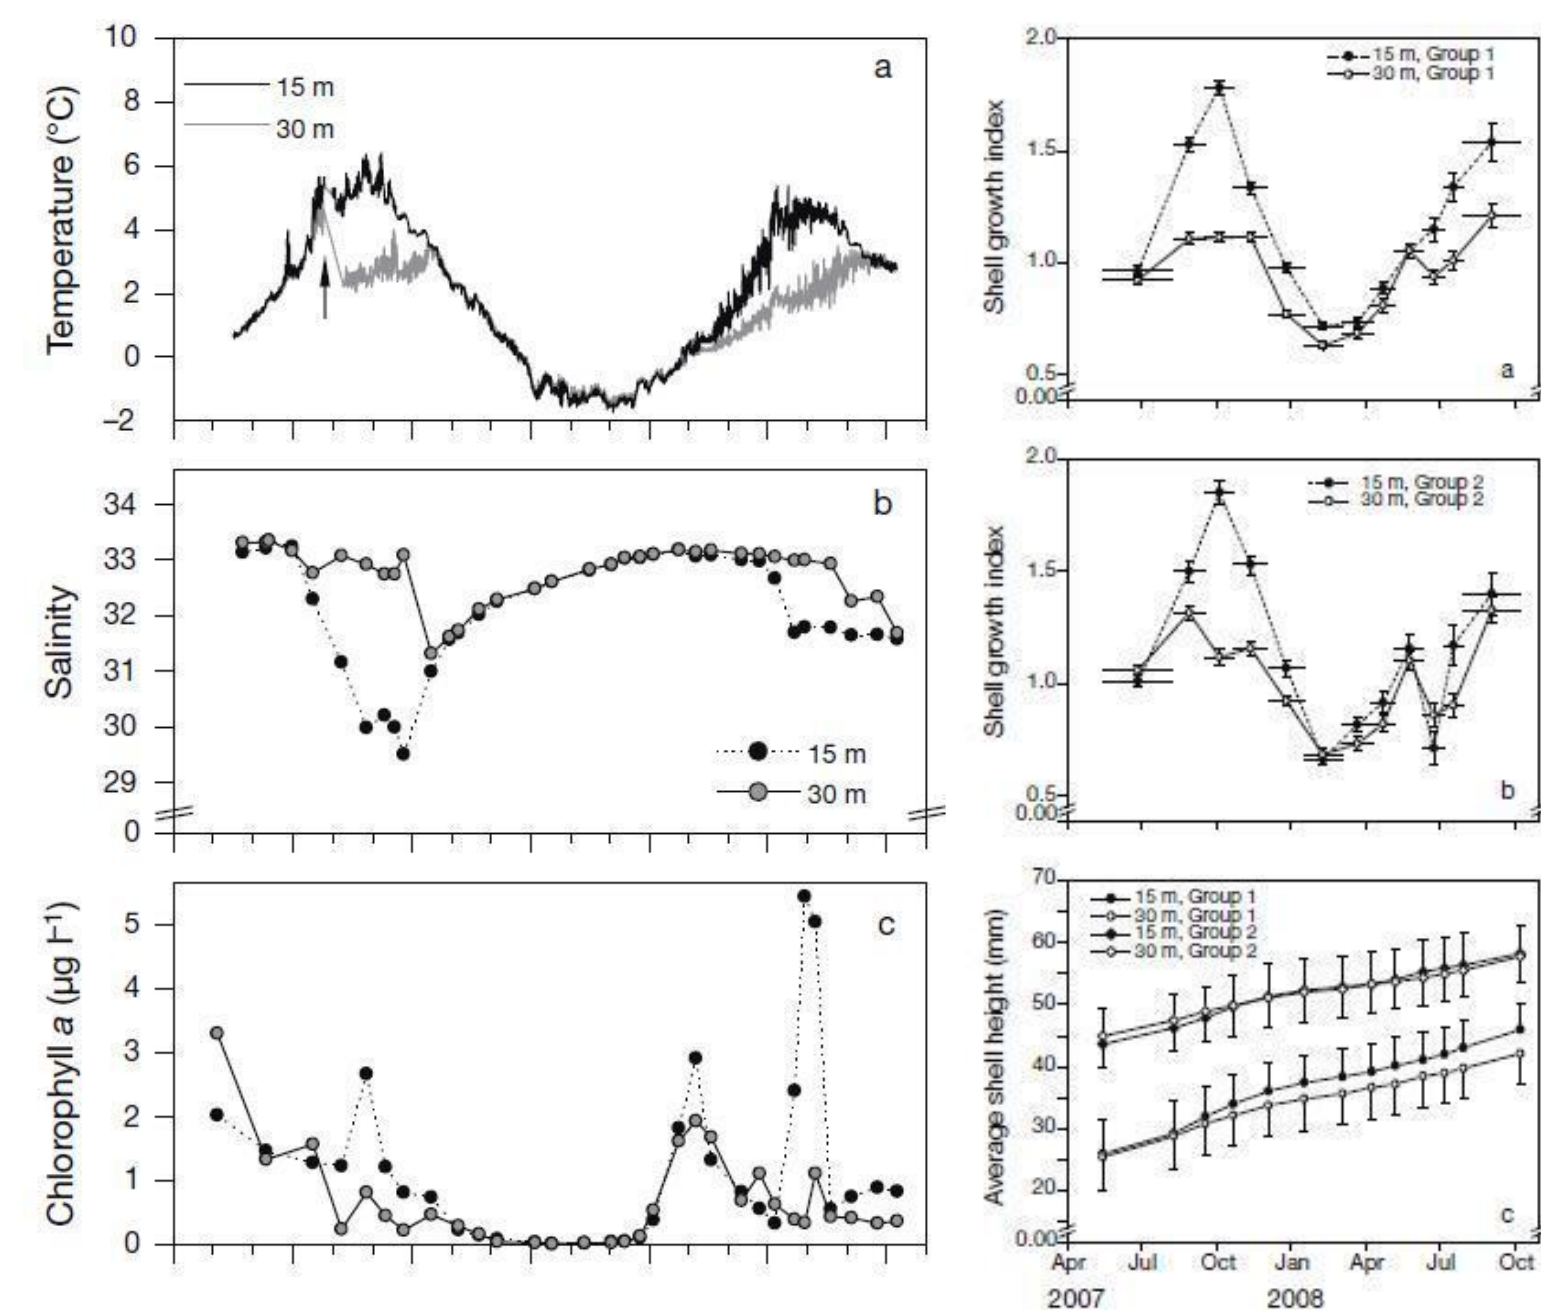 10
8
6
4
2
0
−2
Temperature (°C)
15 m
30 m
a
34
33
32
31
30
29
0
Salinity
b
15 m
30 m
5
4
3
2
1
0
Chlorophyll a (µg l⁻¹)
c
2.0
1.5
1.0
0.5
0.00
Shell growth index
15 m, Group 1
30 m, Group 1
a
2.0
1.5
1.0
0.5
0.00
Shell growth index
15 m, Group 2
30 m, Group 2
b
70
60
50
40
30
20
0.00
Average shell height (mm)
15 m, Group 1
30 m, Group 1
15 m, Group 2
30 m, Group 2
c
Apr Jul Oct Jan Apr Jul Oct
2007 2008